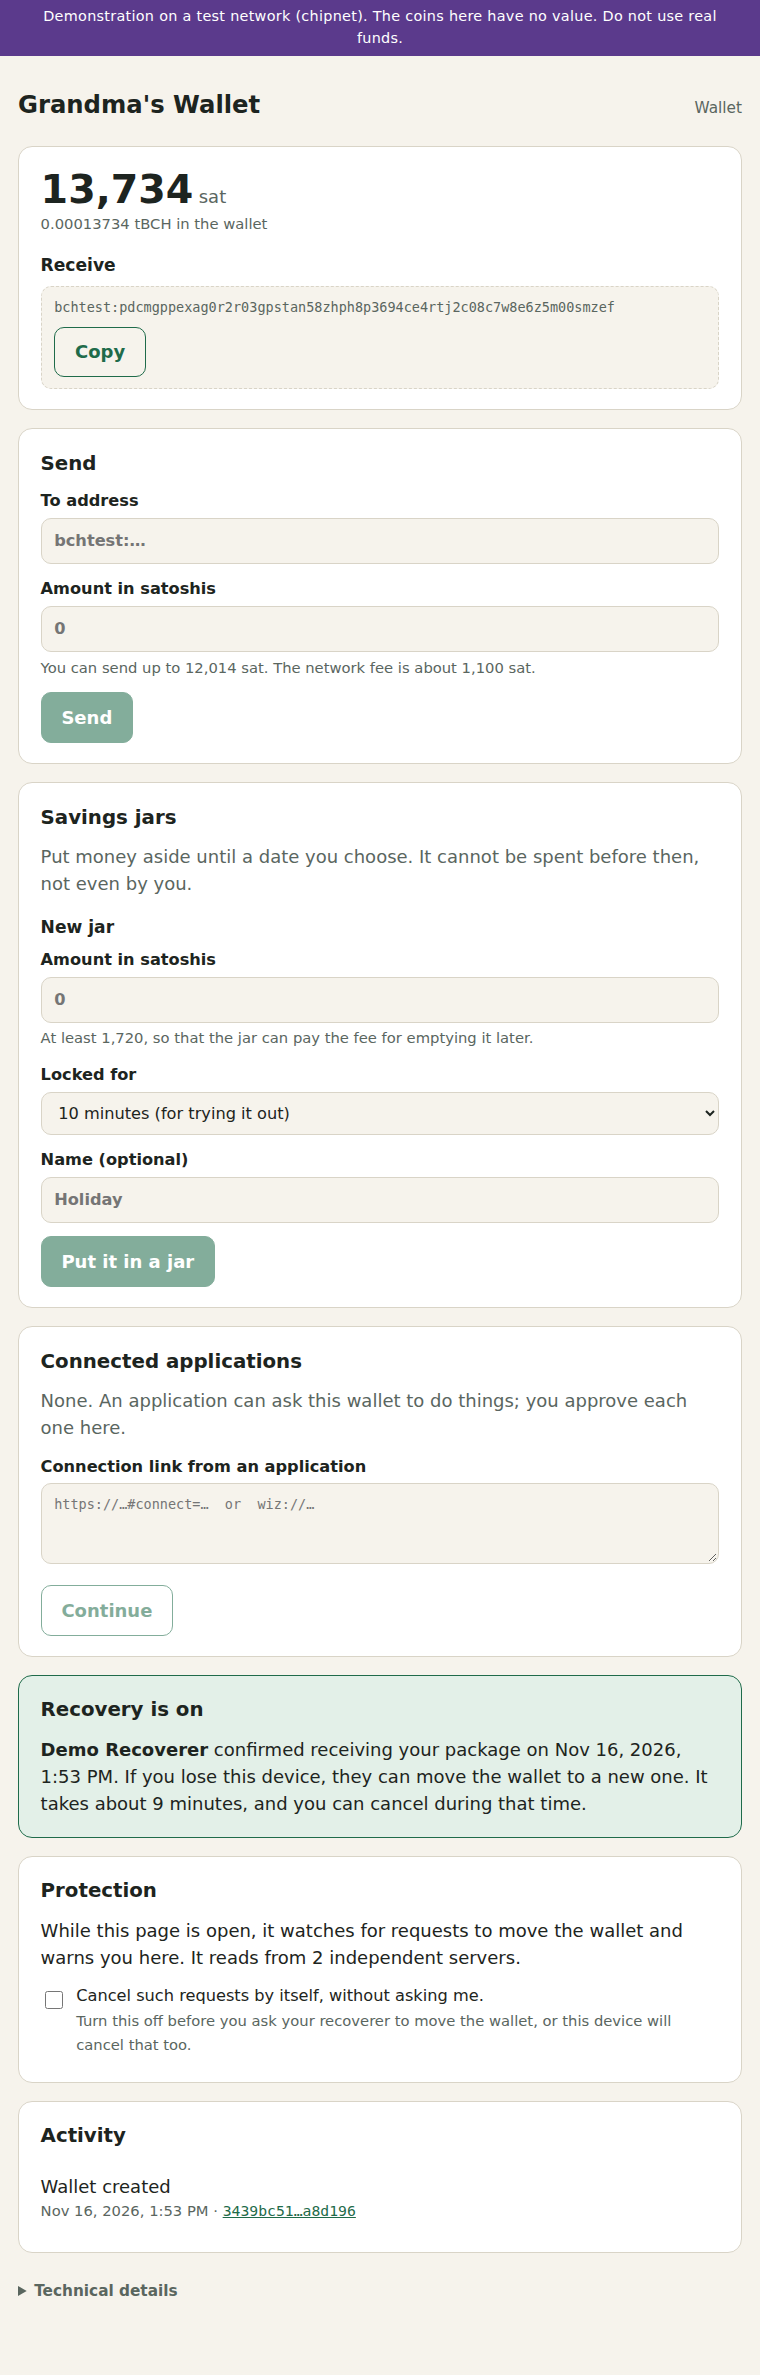 Demonstration on a test network (chipnet). The coins here have no value. Do not use real
funds.
Grandma's Wallet
Wallet
13,734 sat
0.00013734 tBCH in the wallet
Receive
bchtest:pdcmgppexag0r2r03gpstan58zhph8p3694ce4rtj2c08c7w8e6z5m00smzef
Copy
Send
To address
bchtest:…
Amount in satoshis
0
You can send up to 12,014 sat. The network fee is about 1,100 sat.
Send
Savings jars
Put money aside until a date you choose. It cannot be spent before then,
not even by you.
New jar
Amount in satoshis
0
At least 1,720, so that the jar can pay the fee for emptying it later.
Locked for
10 minutes (for trying it out)
Name (optional)
Holiday
Put it in a jar
Connected applications
None. An application can ask this wallet to do things; you approve each
one here.
Connection link from an application
https://…#connect=…  or  wiz://…
Continue
Recovery is on
Demo Recoverer confirmed receiving your package on Nov 16, 2026,
1:53 PM. If you lose this device, they can move the wallet to a new one. It
takes about 9 minutes, and you can cancel during that time.
Protection
While this page is open, it watches for requests to move the wallet and
warns you here. It reads from 2 independent servers.
Cancel such requests by itself, without asking me.
Turn this off before you ask your recoverer to move the wallet, or this device will
cancel that too.
Activity
Wallet created
Nov 16, 2026, 1:53 PM · 3439bc51…a8d196
Technical details